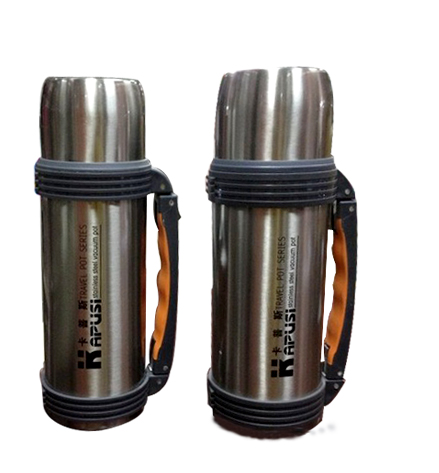 KAPUSI
卡普斯
TRAVEL POT SERIES
stainless steel vacuum pot
KAPUSI
卡普斯
TRAVEL POT SERIES
stainless steel vacuum pot